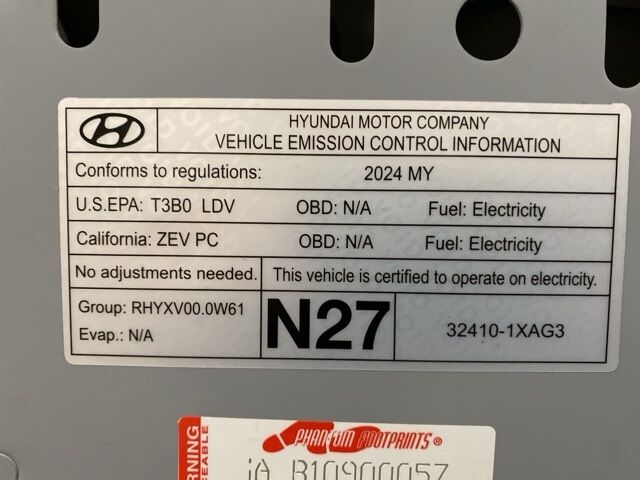 HYUNDAI MOTOR COMPANY
VEHICLE EMISSION CONTROL INFORMATION
Conforms to regulations: 2024 MY
U.S.EPA: T3B0 LDV OBD: N/A Fuel: Electricity
California: ZEV PC OBD: N/A Fuel: Electricity
No adjustments needed. This vehicle is certified to operate on electricity.
Group: RHYXV00.0W61
Evap.: N/A
N27
32410-1XAG3
PHANTOM FOOTPRINTS®